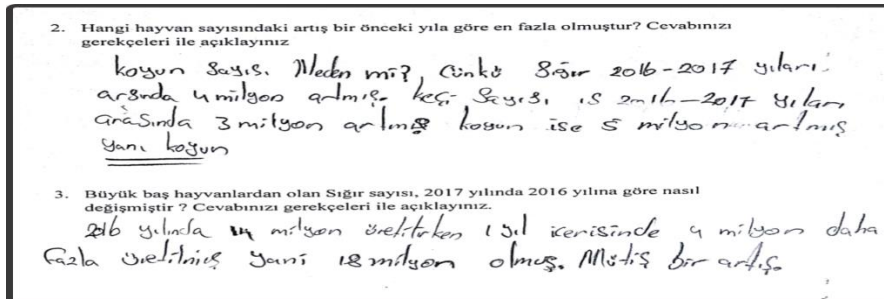 2. Hangi hayvan sayısındaki artış bir önceki yıla göre en fazla olmuştur? Cevabınızı
gerekçeleri ile açıklayınız
koyun sayısı. Neden mi?, Çünkü Sığır 2016-2017 yıları
arsında 4 milyon artmış. keçi sayısı, 2016-2017 yıları
arasında 3 milyon artmış koyun ise 5 milyon artmış
yani koyun
3. Büyük baş hayvanlardan olan Sığır sayısı, 2017 yılında 2016 yılına göre nasıl
değişmiştir ? Cevabınızı gerekçeleri ile açıklayınız.
2016 yılında 14 milyon üretilirken 1 yıl içerisinde 4 milyon daha
fazla üretilmiş yani 18 milyon olmuş. Mütiş bir artış.